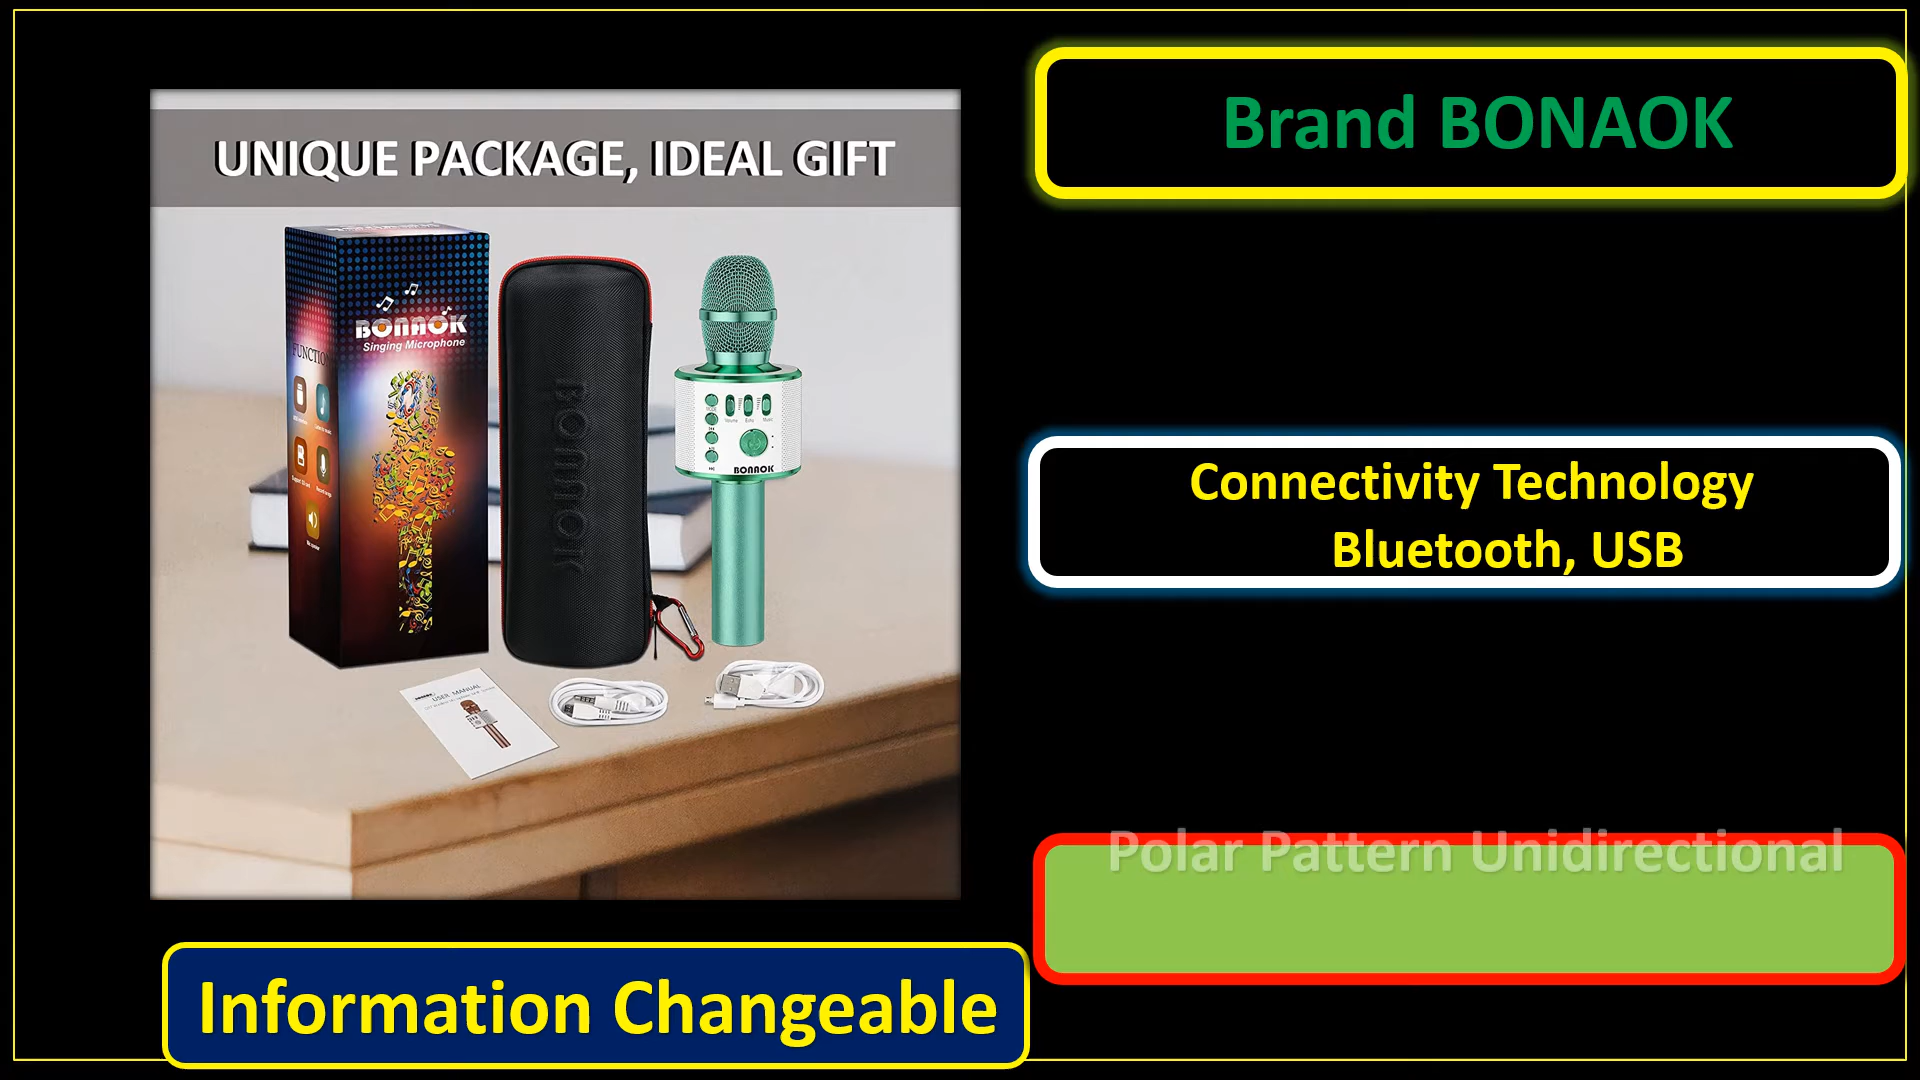 UNIQUE PACKAGE, IDEAL GIFT
BONAOK
Singing Microphone
FUNCTION
BONAOK
BONAOK
USER MANUAL
Brand BONAOK
Connectivity Technology
Bluetooth, USB
Polar Pattern Unidirectional
Information Changeable